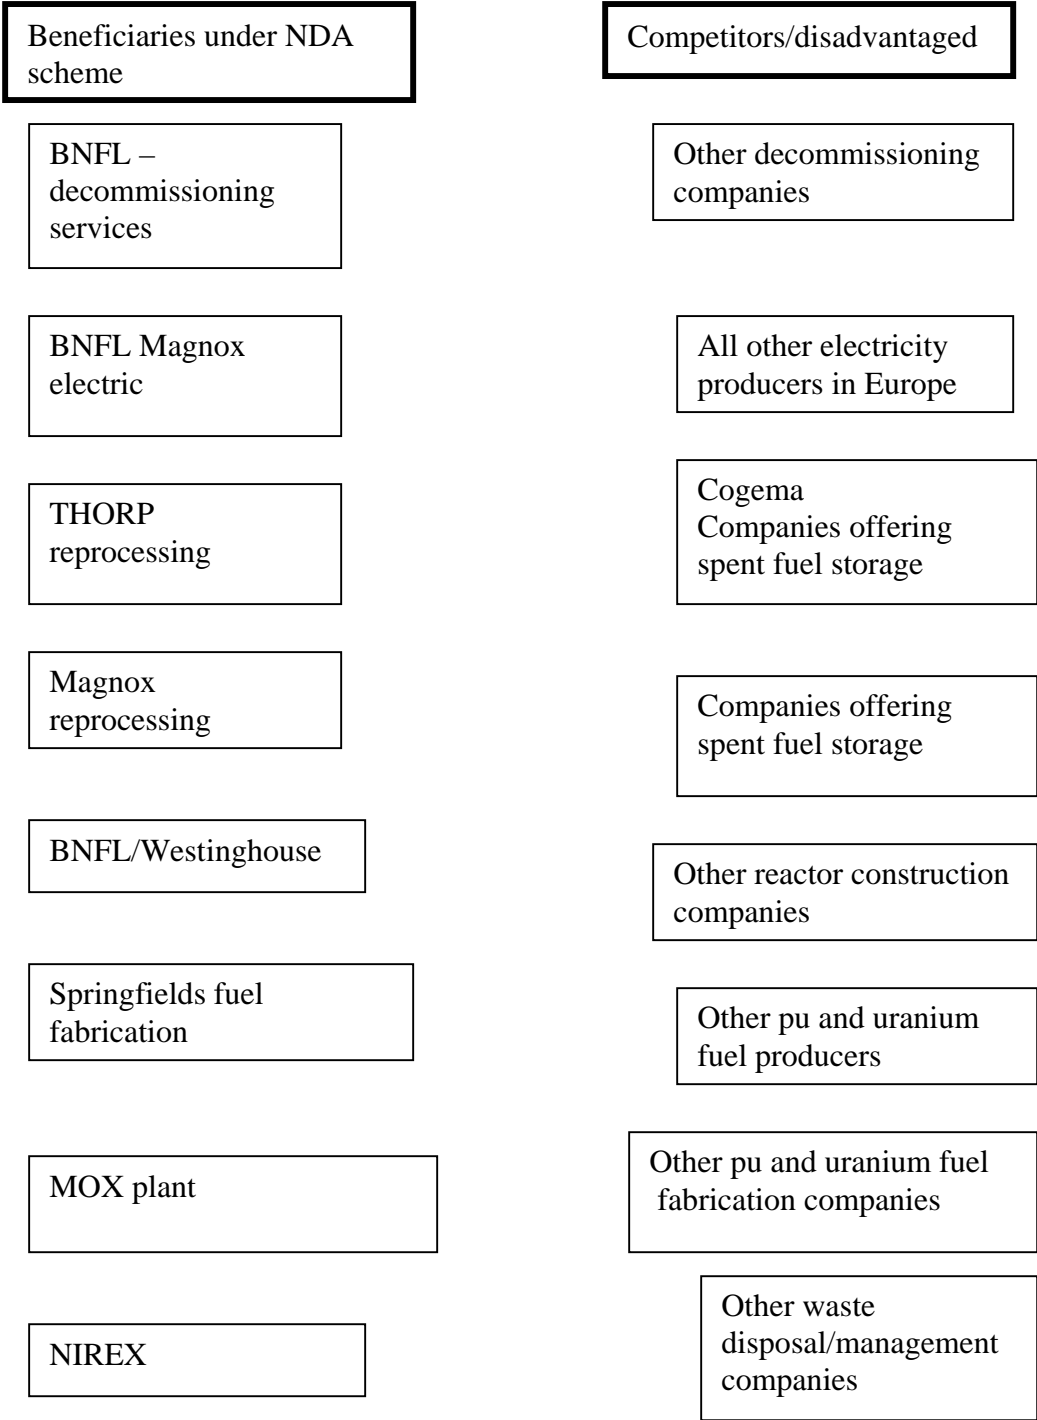 Beneficiaries under NDA
scheme
Competitors/disadvantaged
BNFL –
decommissioning
services
Other decommissioning
companies
BNFL Magnox
electric
All other electricity
producers in Europe
THORP
reprocessing
Cogema
Companies offering
spent fuel storage
Magnox
reprocessing
Companies offering
spent fuel storage
BNFL/Westinghouse
Other reactor construction
companies
Springfields fuel
fabrication
Other pu and uranium
fuel producers
MOX plant
Other pu and uranium fuel
fabrication companies
NIREX
Other waste
disposal/management
companies